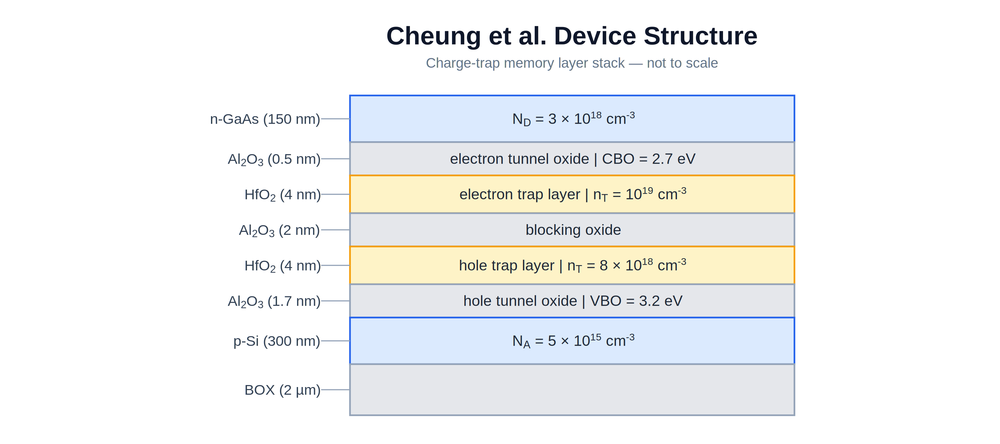 Cheung et al. Device Structure
Charge-trap memory layer stack — not to scale
n-GaAs (150 nm) N_D = 3 × 10^18 cm^-3
Al₂O₃ (0.5 nm) electron tunnel oxide | CBO = 2.7 eV
HfO₂ (4 nm) electron trap layer | n_T = 10^19 cm^-3
Al₂O₃ (2 nm) blocking oxide
HfO₂ (4 nm) hole trap layer | n_T = 8 × 10^18 cm^-3
Al₂O₃ (1.7 nm) hole tunnel oxide | VBO = 3.2 eV
p-Si (300 nm) N_A = 5 × 10^15 cm^-3
BOX (2 µm)